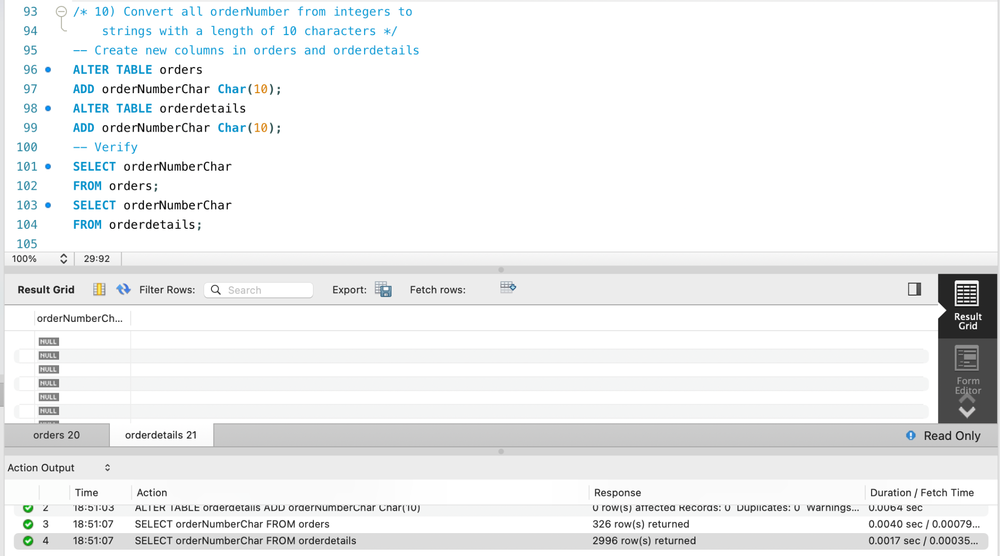 93 /* 10) Convert all orderNumber from integers to
94 strings with a length of 10 characters */
95 -- Create new columns in orders and orderdetails
96 ALTER TABLE orders
97 ADD orderNumberChar Char(10);
98 ALTER TABLE orderdetails
99 ADD orderNumberChar Char(10);
100 -- Verify
101 SELECT orderNumberChar
102 FROM orders;
103 SELECT orderNumberChar
104 FROM orderdetails;
105
100% 29:92
Result Grid Filter Rows: Search Export: Fetch rows:
Result
Grid
Form
Editor
orderNumberCh...
NULL
NULL
NULL
NULL
NULL
NULL
NULL
orders 20 orderdetails 21 Read Only
Action Output
Time Action Response Duration / Fetch Time
2 18:51:03 ALTER TABLE orderdetails ADD orderNumberChar Char(10) 0 row(s) affected Records: 0 Duplicates: 0 Warnings... 0.0064 sec
3 18:51:07 SELECT orderNumberChar FROM orders 326 row(s) returned 0.0040 sec / 0.00079...
4 18:51:07 SELECT orderNumberChar FROM orderdetails 2996 row(s) returned 0.0017 sec / 0.00035...